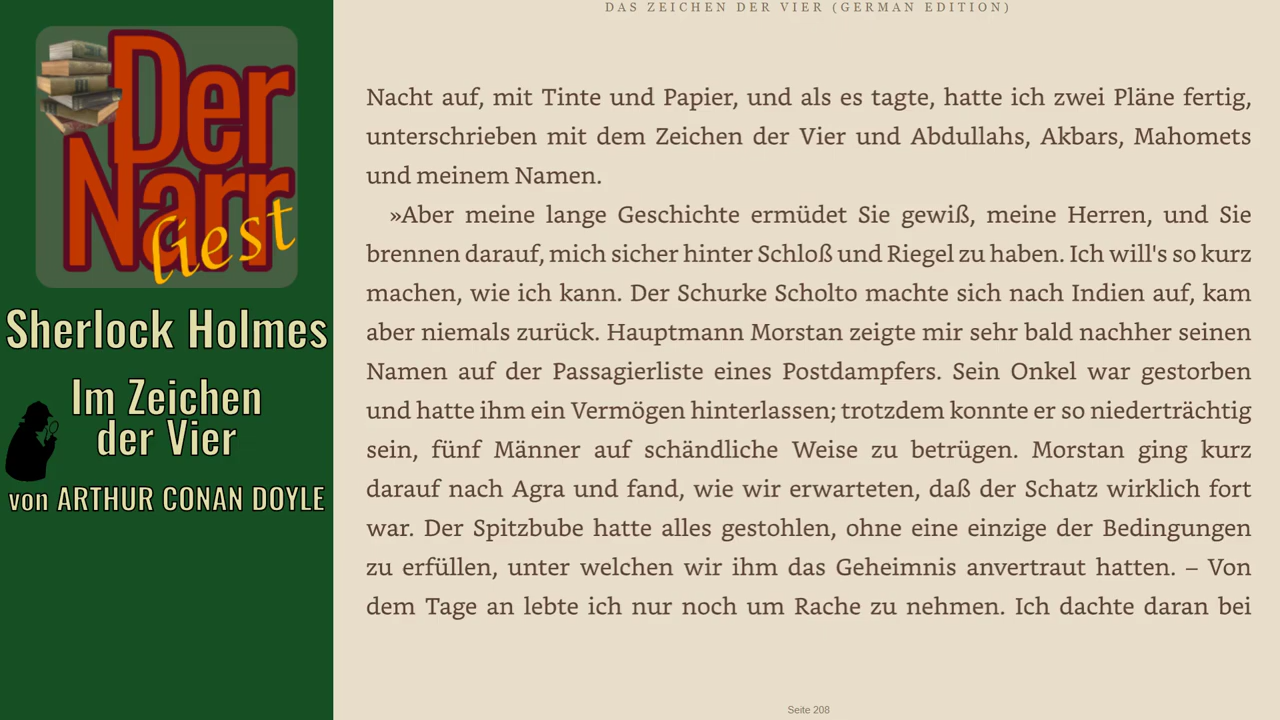 Der
Narr
liest
Sherlock Holmes
Im Zeichen
der Vier
von ARTHUR CONAN DOYLE
DAS ZEICHEN DER VIER (GERMAN EDITION)
Nacht auf, mit Tinte und Papier, und als es tagte, hatte ich zwei Pläne fertig,
unterschrieben mit dem Zeichen der Vier und Abdullahs, Akbars, Mahomets
und meinem Namen.
»Aber meine lange Geschichte ermüdet Sie gewiß, meine Herren, und Sie
brennen darauf, mich sicher hinter Schloß und Riegel zu haben. Ich will's so kurz
machen, wie ich kann. Der Schurke Scholto machte sich nach Indien auf, kam
aber niemals zurück. Hauptmann Morstan zeigte mir sehr bald nachher seinen
Namen auf der Passagierliste eines Postdampfers. Sein Onkel war gestorben
und hatte ihm ein Vermögen hinterlassen; trotzdem konnte er so niederträchtig
sein, fünf Männer auf schändliche Weise zu betrügen. Morstan ging kurz
darauf nach Agra und fand, wie wir erwarteten, daß der Schatz wirklich fort
war. Der Spitzbube hatte alles gestohlen, ohne eine einzige der Bedingungen
zu erfüllen, unter welchen wir ihm das Geheimnis anvertraut hatten. – Von
dem Tage an lebte ich nur noch um Rache zu nehmen. Ich dachte daran bei
Seite 208